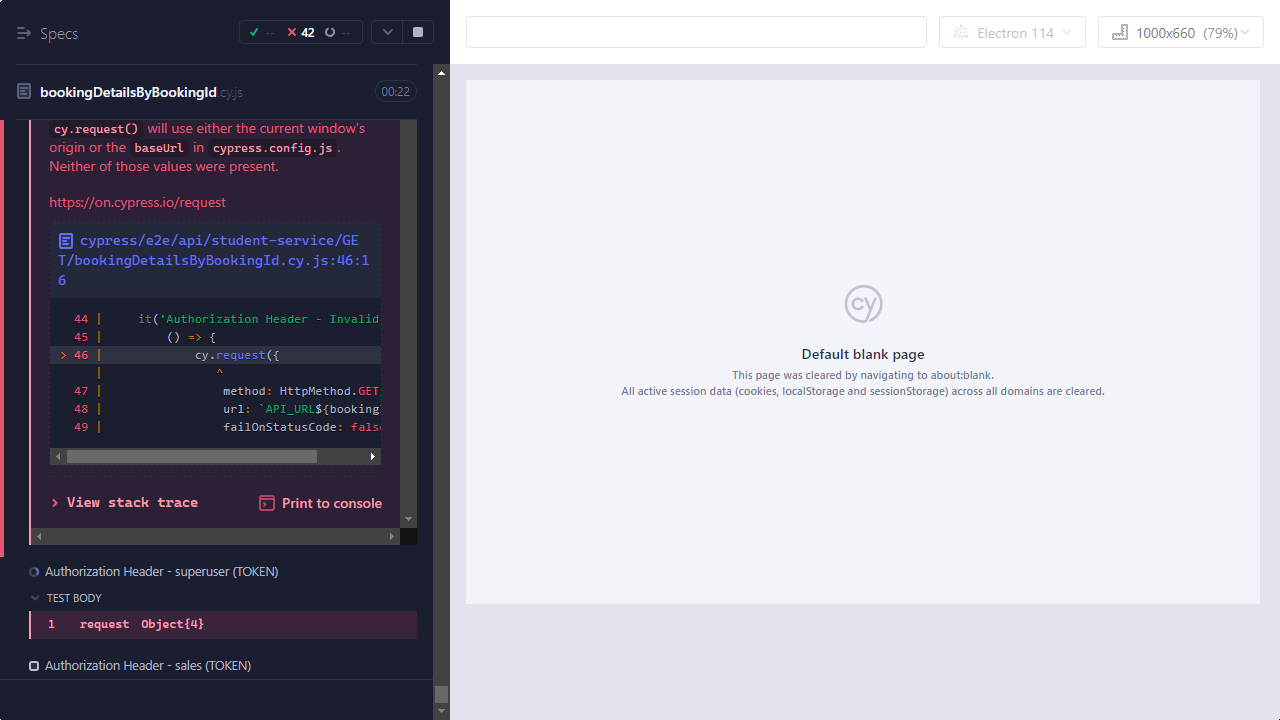 Specs
-- 42 --
Electron 114
1000x660 (79%)
bookingDetailsByBookingId.cy.js
00:22
cy.request() will use either the current window's
origin or the baseUrl in cypress.config.js.
Neither of those values were present.
https://on.cypress.io/request
cypress/e2e/api/student-service/GE
T/bookingDetailsByBookingId.cy.js:46:1
6
44 | it('Authorization Header - Invalid
45 | () => {
> 46 | cy.request({
| ^
47 | method: HttpMethod.GET
48 | url: `API_URL${booking
49 | failOnStatusCode: false
View stack trace
Print to console
Authorization Header - superuser (TOKEN)
TEST BODY
1 request Object{4}
Authorization Header - sales (TOKEN)
cy
Default blank page
This page was cleared by navigating to about:blank.
All active session data (cookies, localStorage and sessionStorage) across all domains are cleared.